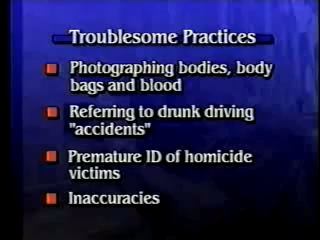 Troublesome Practices
Photographing bodies, body
bags and blood
Referring to drunk driving
"accidents"
Premature ID of homicide
victims
Inaccuracies